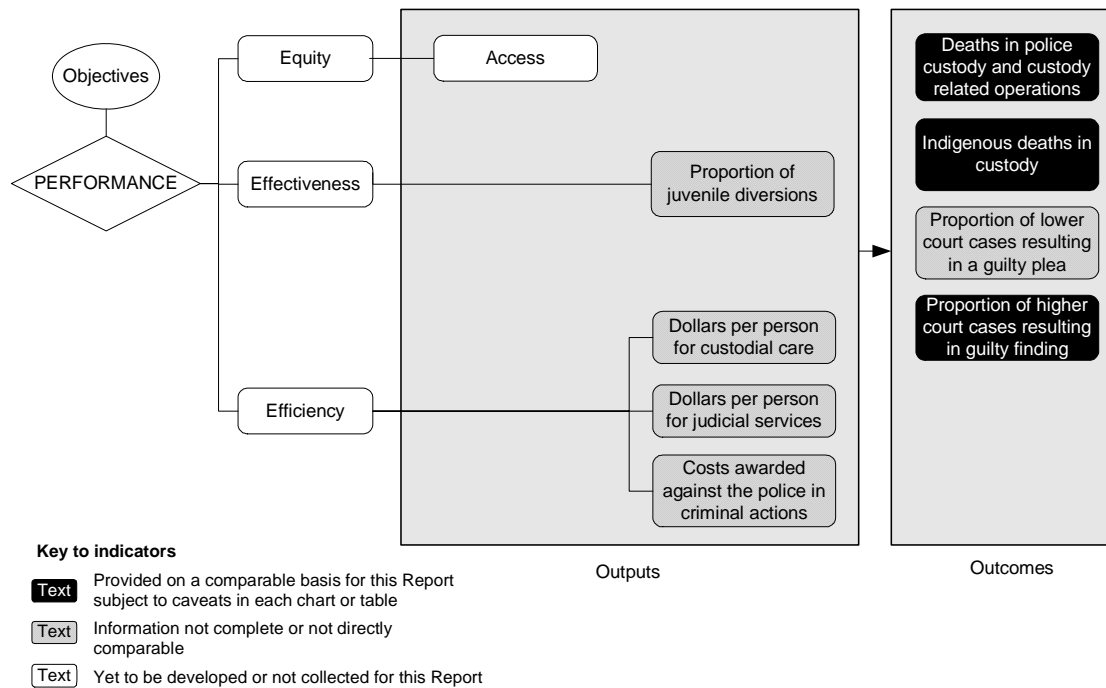 Objectives
PERFORMANCE
Equity
Access
Effectiveness
Proportion of
juvenile diversions
Efficiency
Dollars per person
for custodial care
Dollars per person
for judicial services
Costs awarded
against the police in
criminal actions
Outputs
Deaths in police
custody and custody
related operations
Indigenous deaths in
custody
Proportion of lower
court cases resulting
in a guilty plea
Proportion of higher
court cases resulting
in guilty finding
Outcomes
Key to indicators
Text Provided on a comparable basis for this Report
subject to caveats in each chart or table
Text Information not complete or not directly
comparable
Text Yet to be developed or not collected for this Report